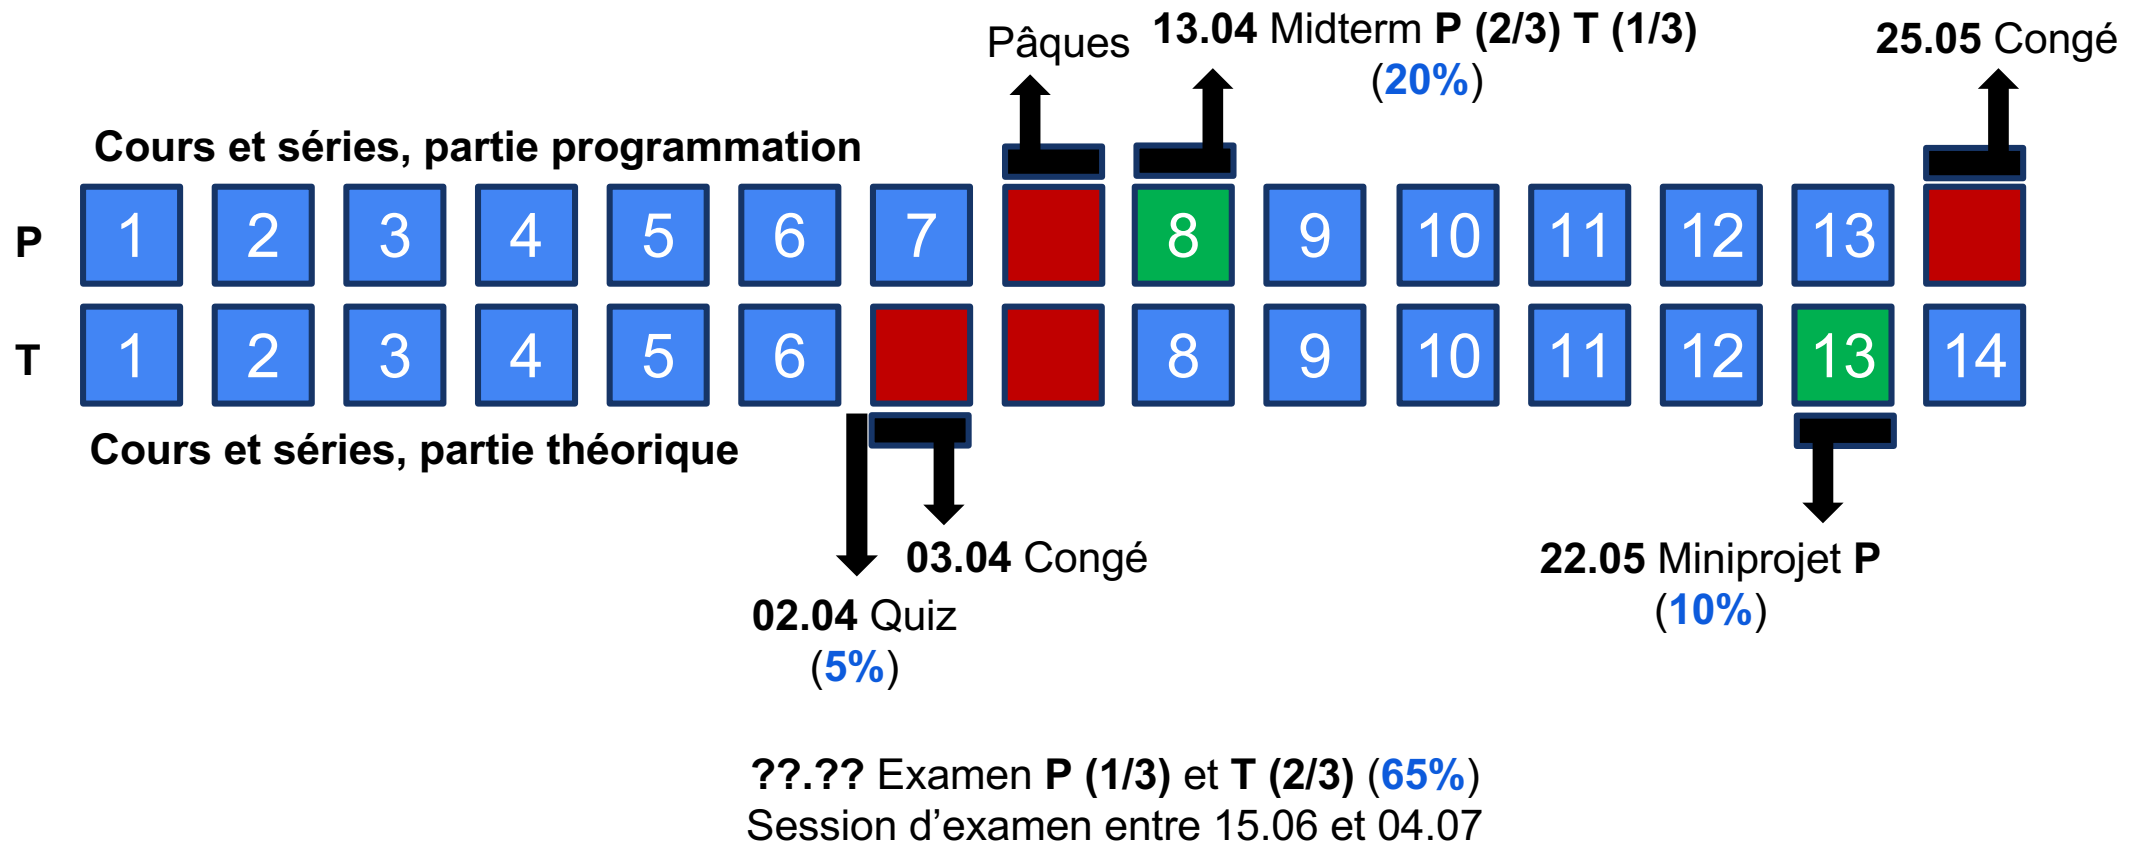 Pâques
13.04 Midterm P (2/3) T (1/3)
(20%)
25.05 Congé
Cours et séries, partie programmation
P
1 2 3 4 5 6 7 8 9 10 11 12 13
T
1 2 3 4 5 6 8 9 10 11 12 13 14
Cours et séries, partie théorique
03.04 Congé
02.04 Quiz
(5%)
22.05 Miniprojet P
(10%)
??.?? Examen P (1/3) et T (2/3) (65%)
Session d’examen entre 15.06 et 04.07